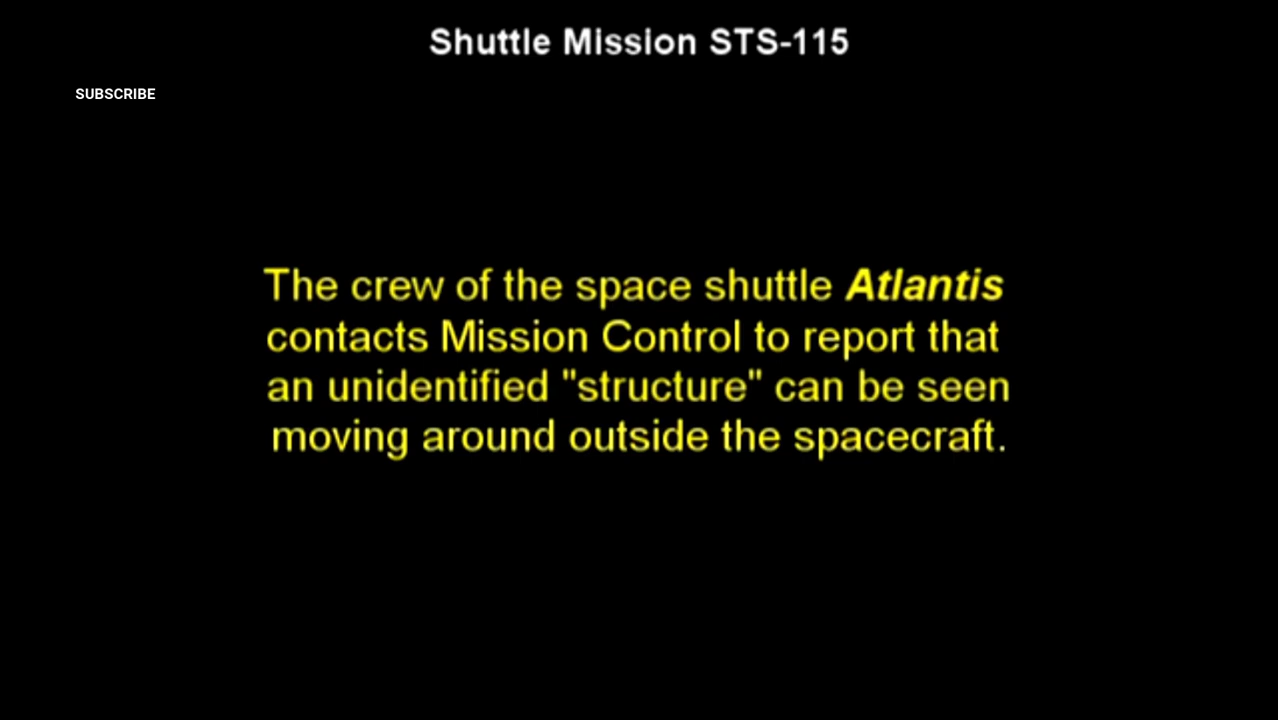 Shuttle Mission STS-115
SUBSCRIBE
The crew of the space shuttle Atlantis
contacts Mission Control to report that
an unidentified "structure" can be seen
moving around outside the spacecraft.